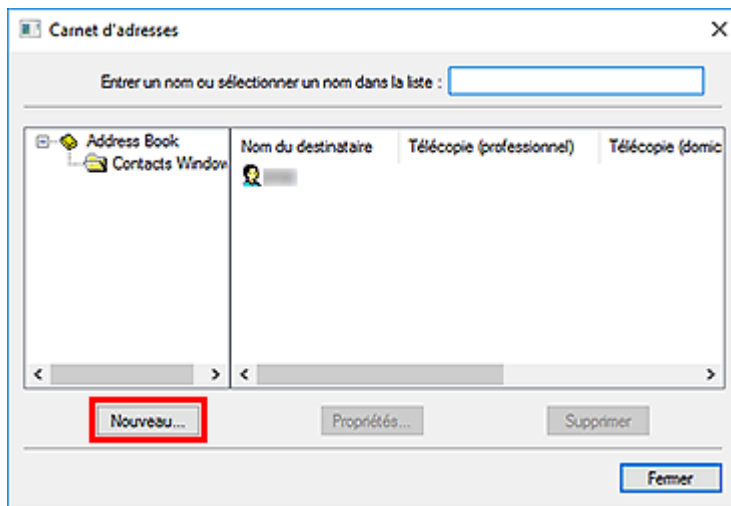 Carnet d'adresses
Entrer un nom ou sélectionner un nom dans la liste :
Address Book
Contacts Window
Nom du destinataire Télécopie (professionnel) Télécopie (domic
Nouveau... Propriétés... Supprimer
Fermer